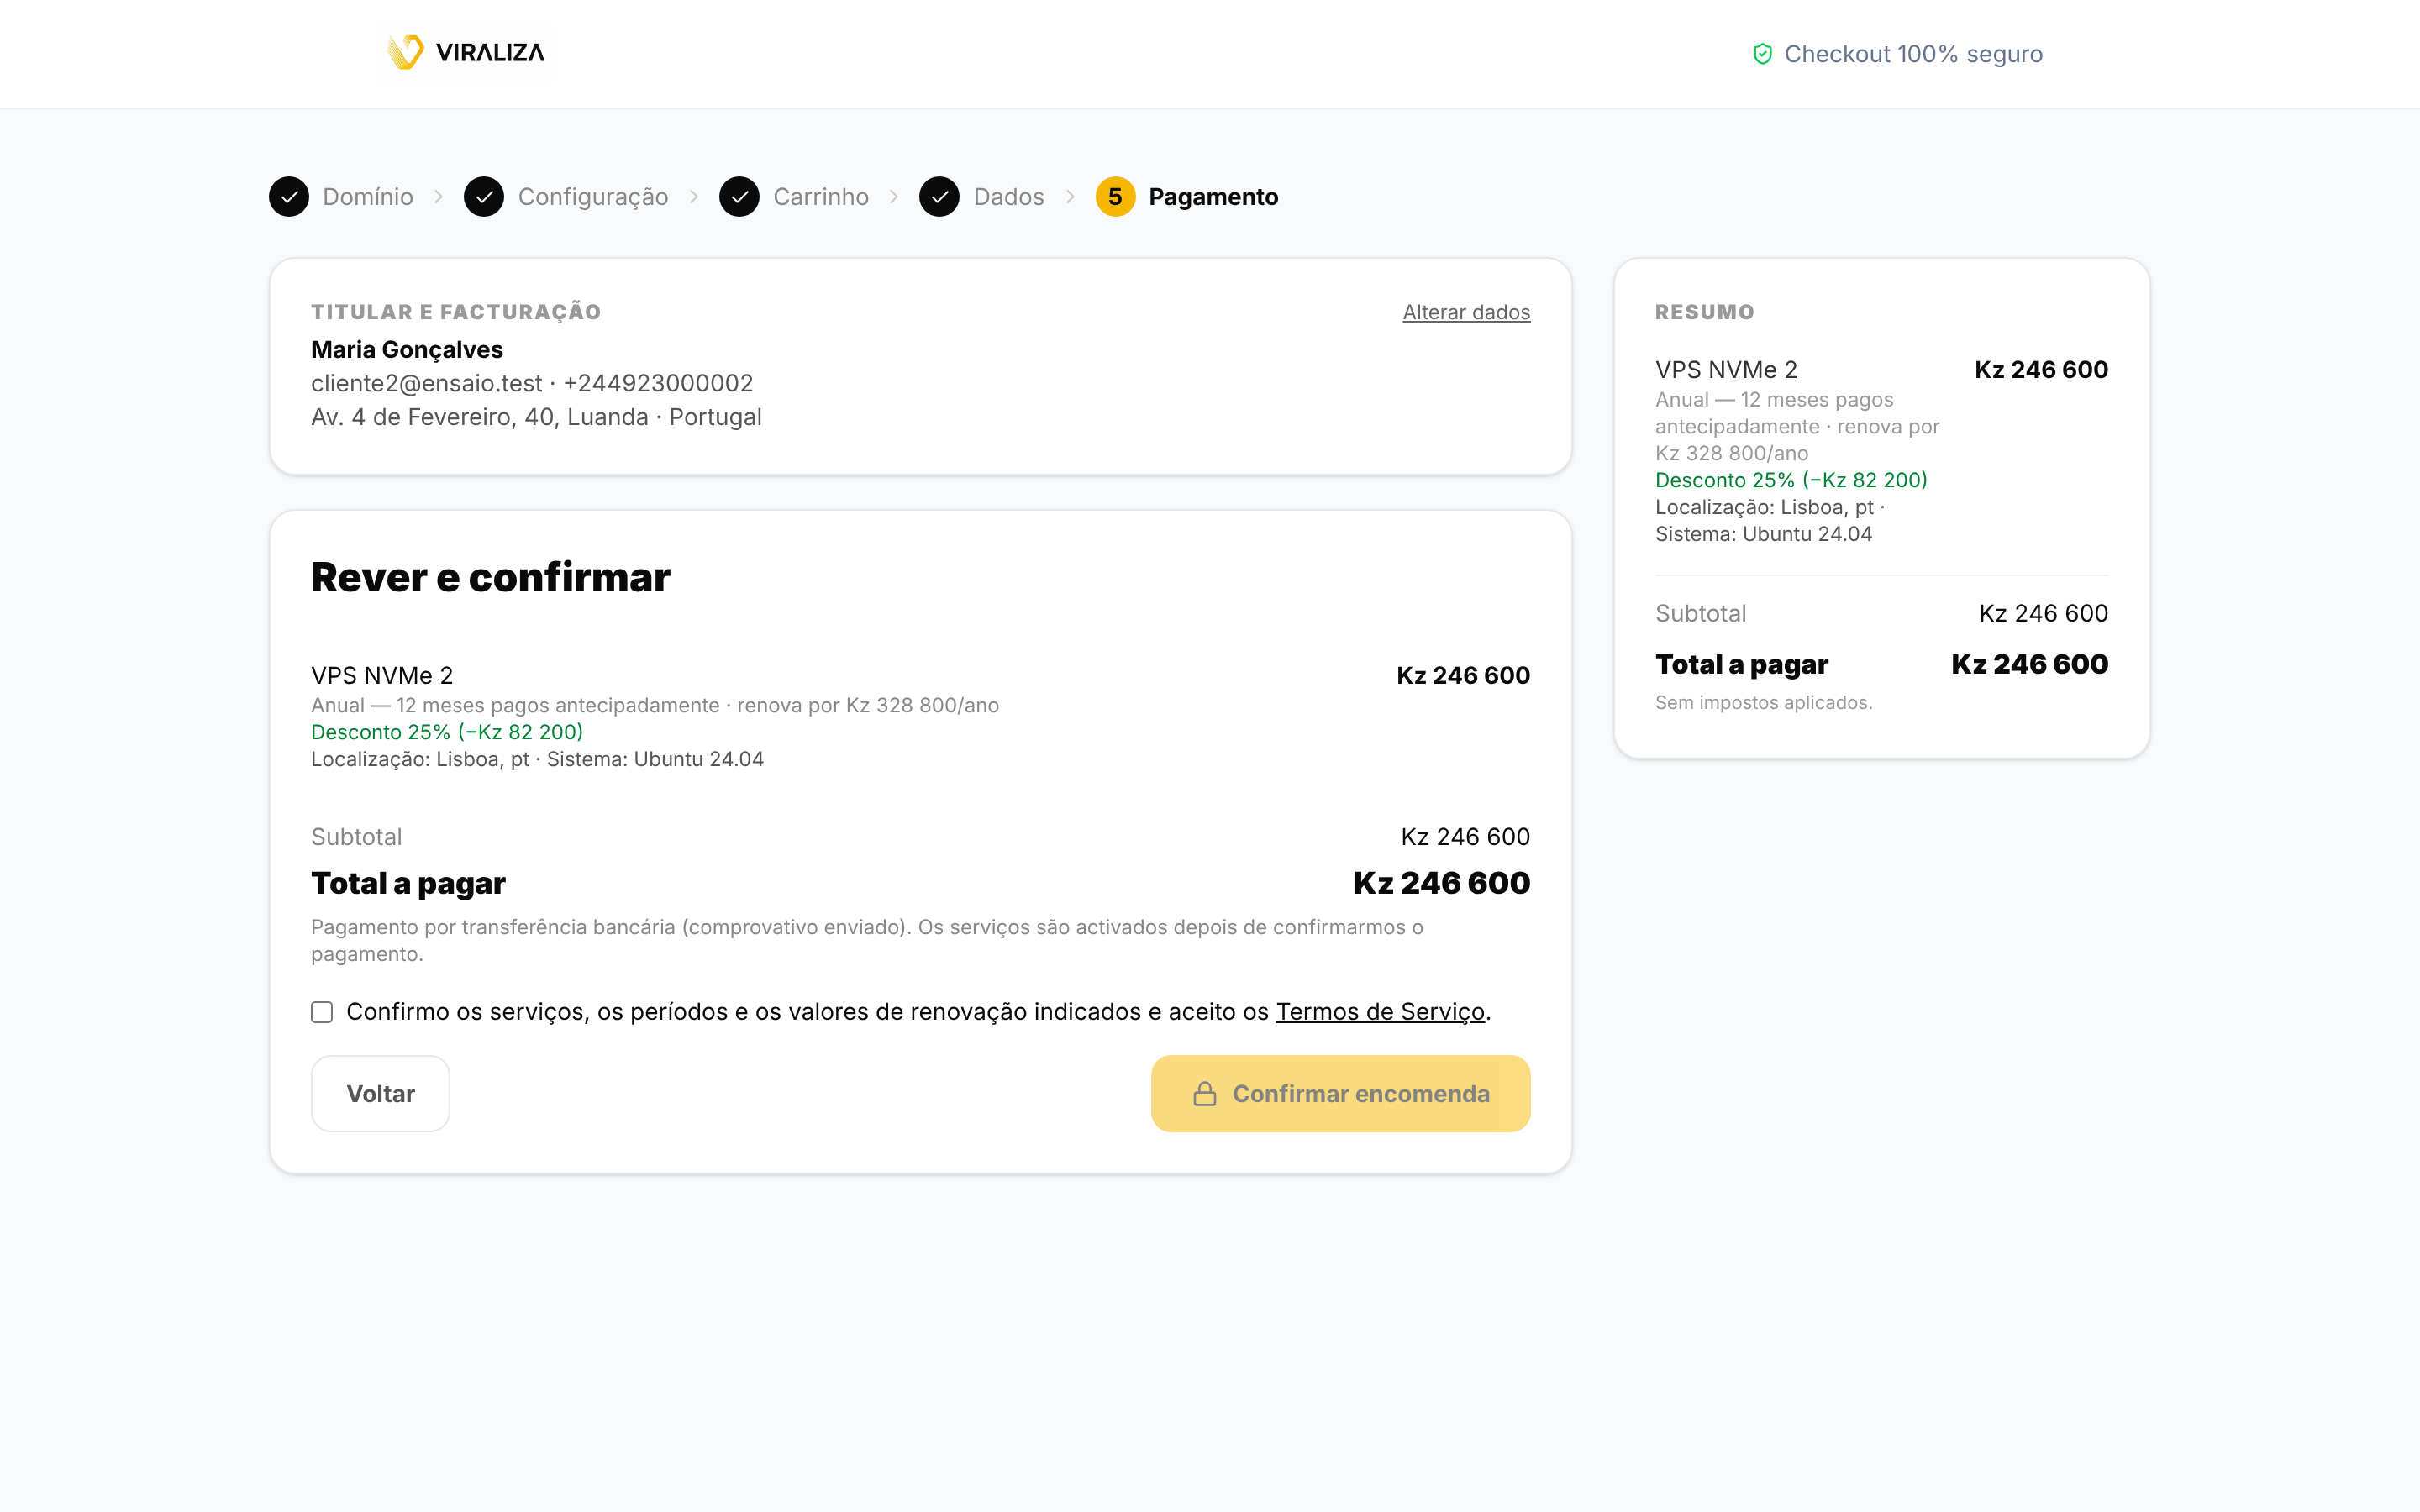 VIRALIZA
Checkout 100% seguro
Domínio
Configuração
Carrinho
Dados
5 Pagamento
TITULAR E FACTURAÇÃO
Alterar dados
Maria Gonçalves
cliente2@ensaio.test · +244923000002
Av. 4 de Fevereiro, 40, Luanda · Portugal
Rever e confirmar
VPS NVMe 2 Kz 246 600
Anual — 12 meses pagos antecipadamente · renova por Kz 328 800/ano
Desconto 25% (−Kz 82 200)
Localização: Lisboa, pt · Sistema: Ubuntu 24.04
Subtotal Kz 246 600
Total a pagar Kz 246 600
Pagamento por transferência bancária (comprovativo enviado). Os serviços são activados depois de confirmarmos o
pagamento.
Confirmo os serviços, os períodos e os valores de renovação indicados e aceito os Termos de Serviço.
Voltar
Confirmar encomenda
RESUMO
VPS NVMe 2 Kz 246 600
Anual — 12 meses pagos
antecipadamente · renova por
Kz 328 800/ano
Desconto 25% (−Kz 82 200)
Localização: Lisboa, pt ·
Sistema: Ubuntu 24.04
Subtotal Kz 246 600
Total a pagar Kz 246 600
Sem impostos aplicados.